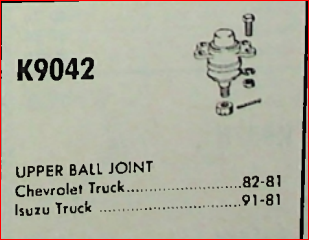 K9042
UPPER BALL JOINT
Chevrolet Truck..........................82-81
Isuzu Truck ................................91-81